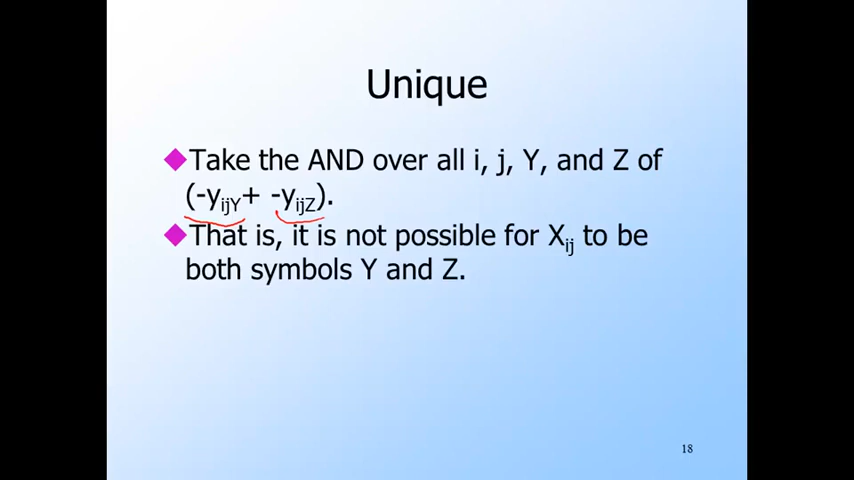 Unique
Take the AND over all i, j, Y, and Z of
(-yijY+ -yijZ).
That is, it is not possible for Xij to be
both symbols Y and Z.
18